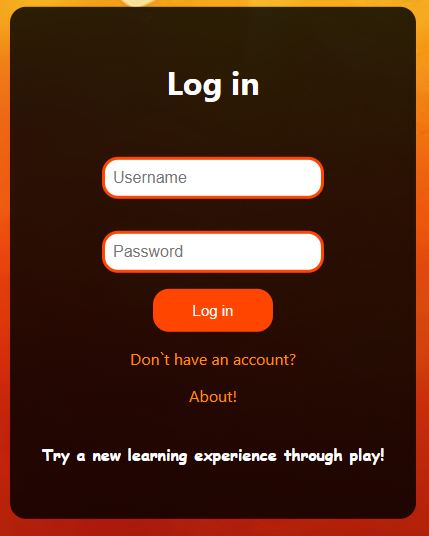 Log in
Username
Password
Log in
Don`t have an account?
About!
Try a new learning experience through play!